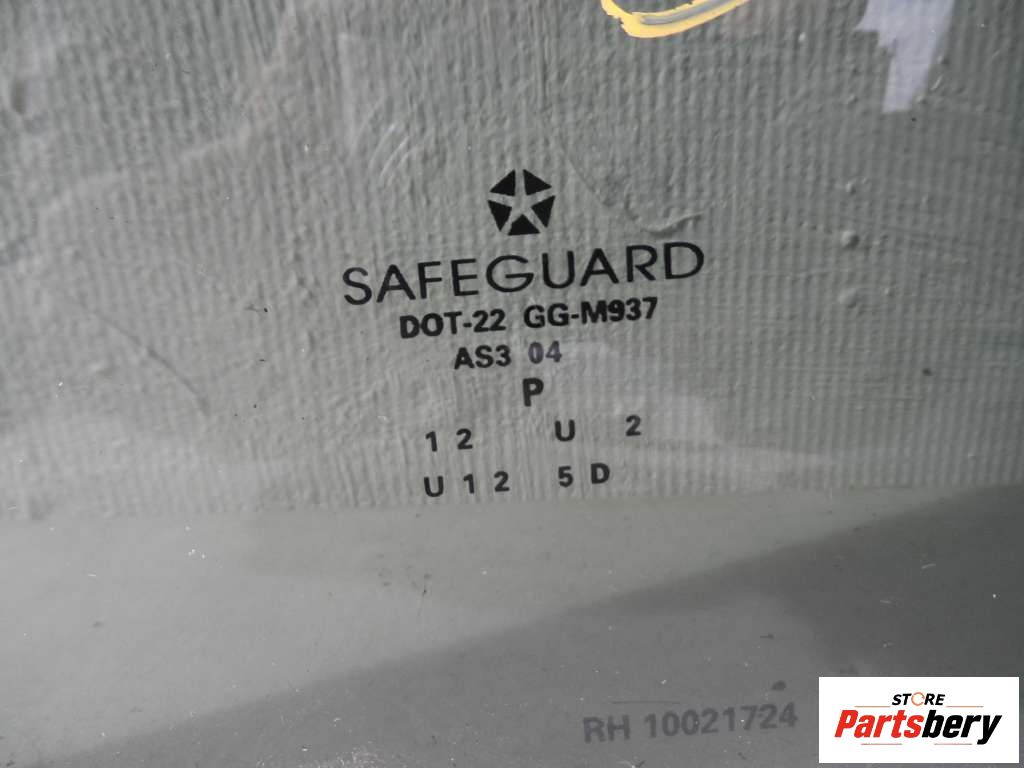 SAFEGUARD
DOT-22 GG-M937
AS3 04
P
1 2 U 2
U 1 2 5 D
RH 10021724
STORE
Partsbery